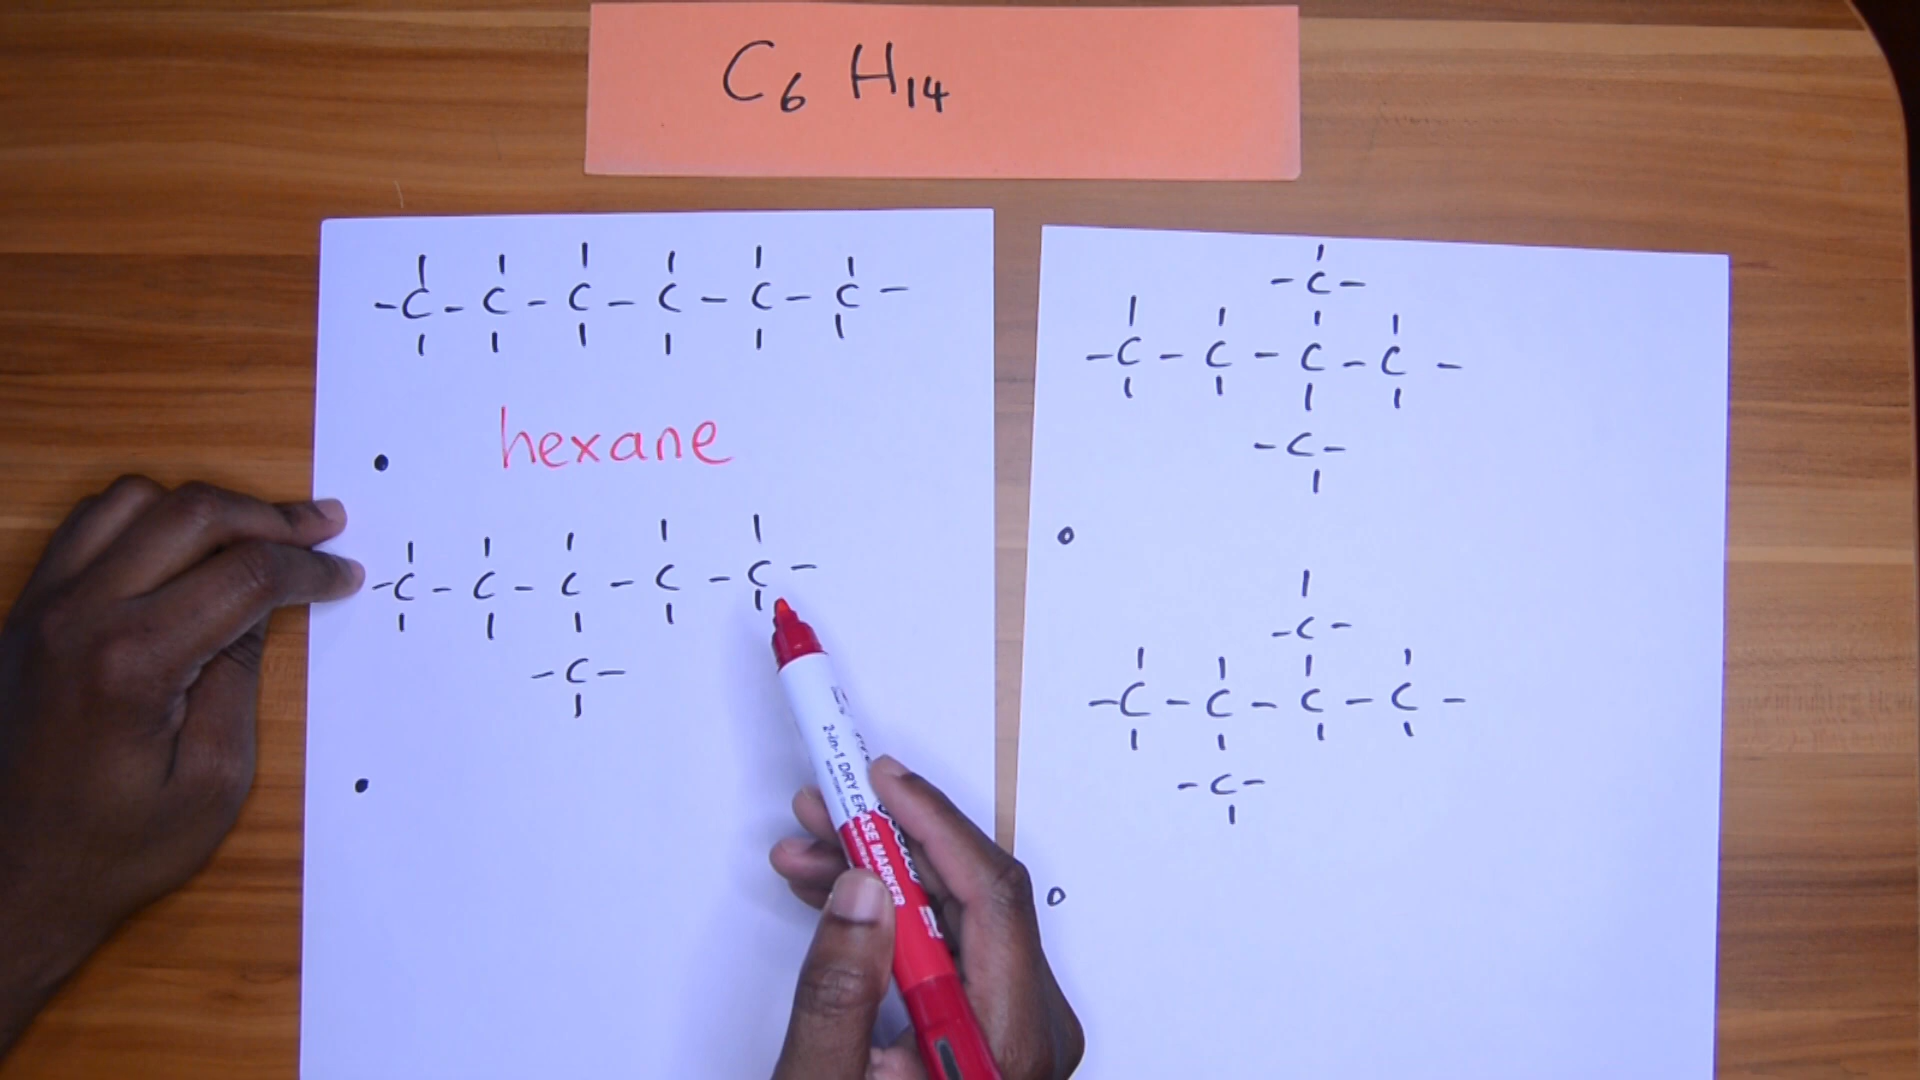 C6 H14
- C - C - C - C - C - C -
hexane
- C - C - C - C - C -
- C -
- C -
- C - C - C - C -
- C -
- C -
- C - C - C - C -
- C -
2-in-1 DRY ERASE MARKER